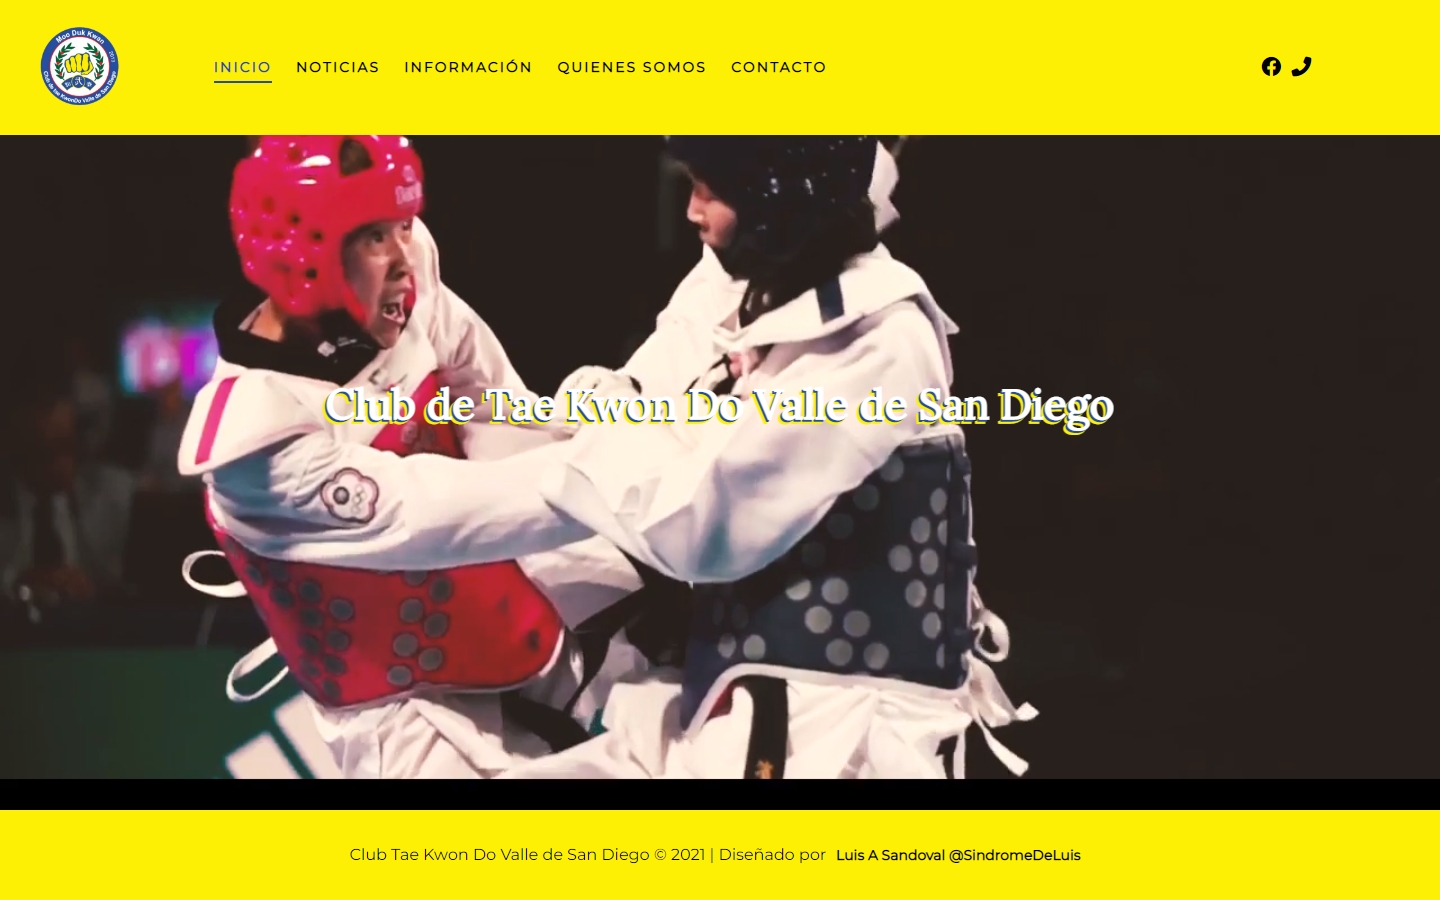 Moo Duk Kwan
2011
Club de Tae KwonDo Valle de San Diego
INICIO NOTICIAS INFORMACIÓN QUIENES SOMOS CONTACTO
Club de Tae Kwon Do Valle de San Diego
Club Tae Kwon Do Valle de San Diego © 2021 | Diseñado por Luis A Sandoval @SindromeDeLuis